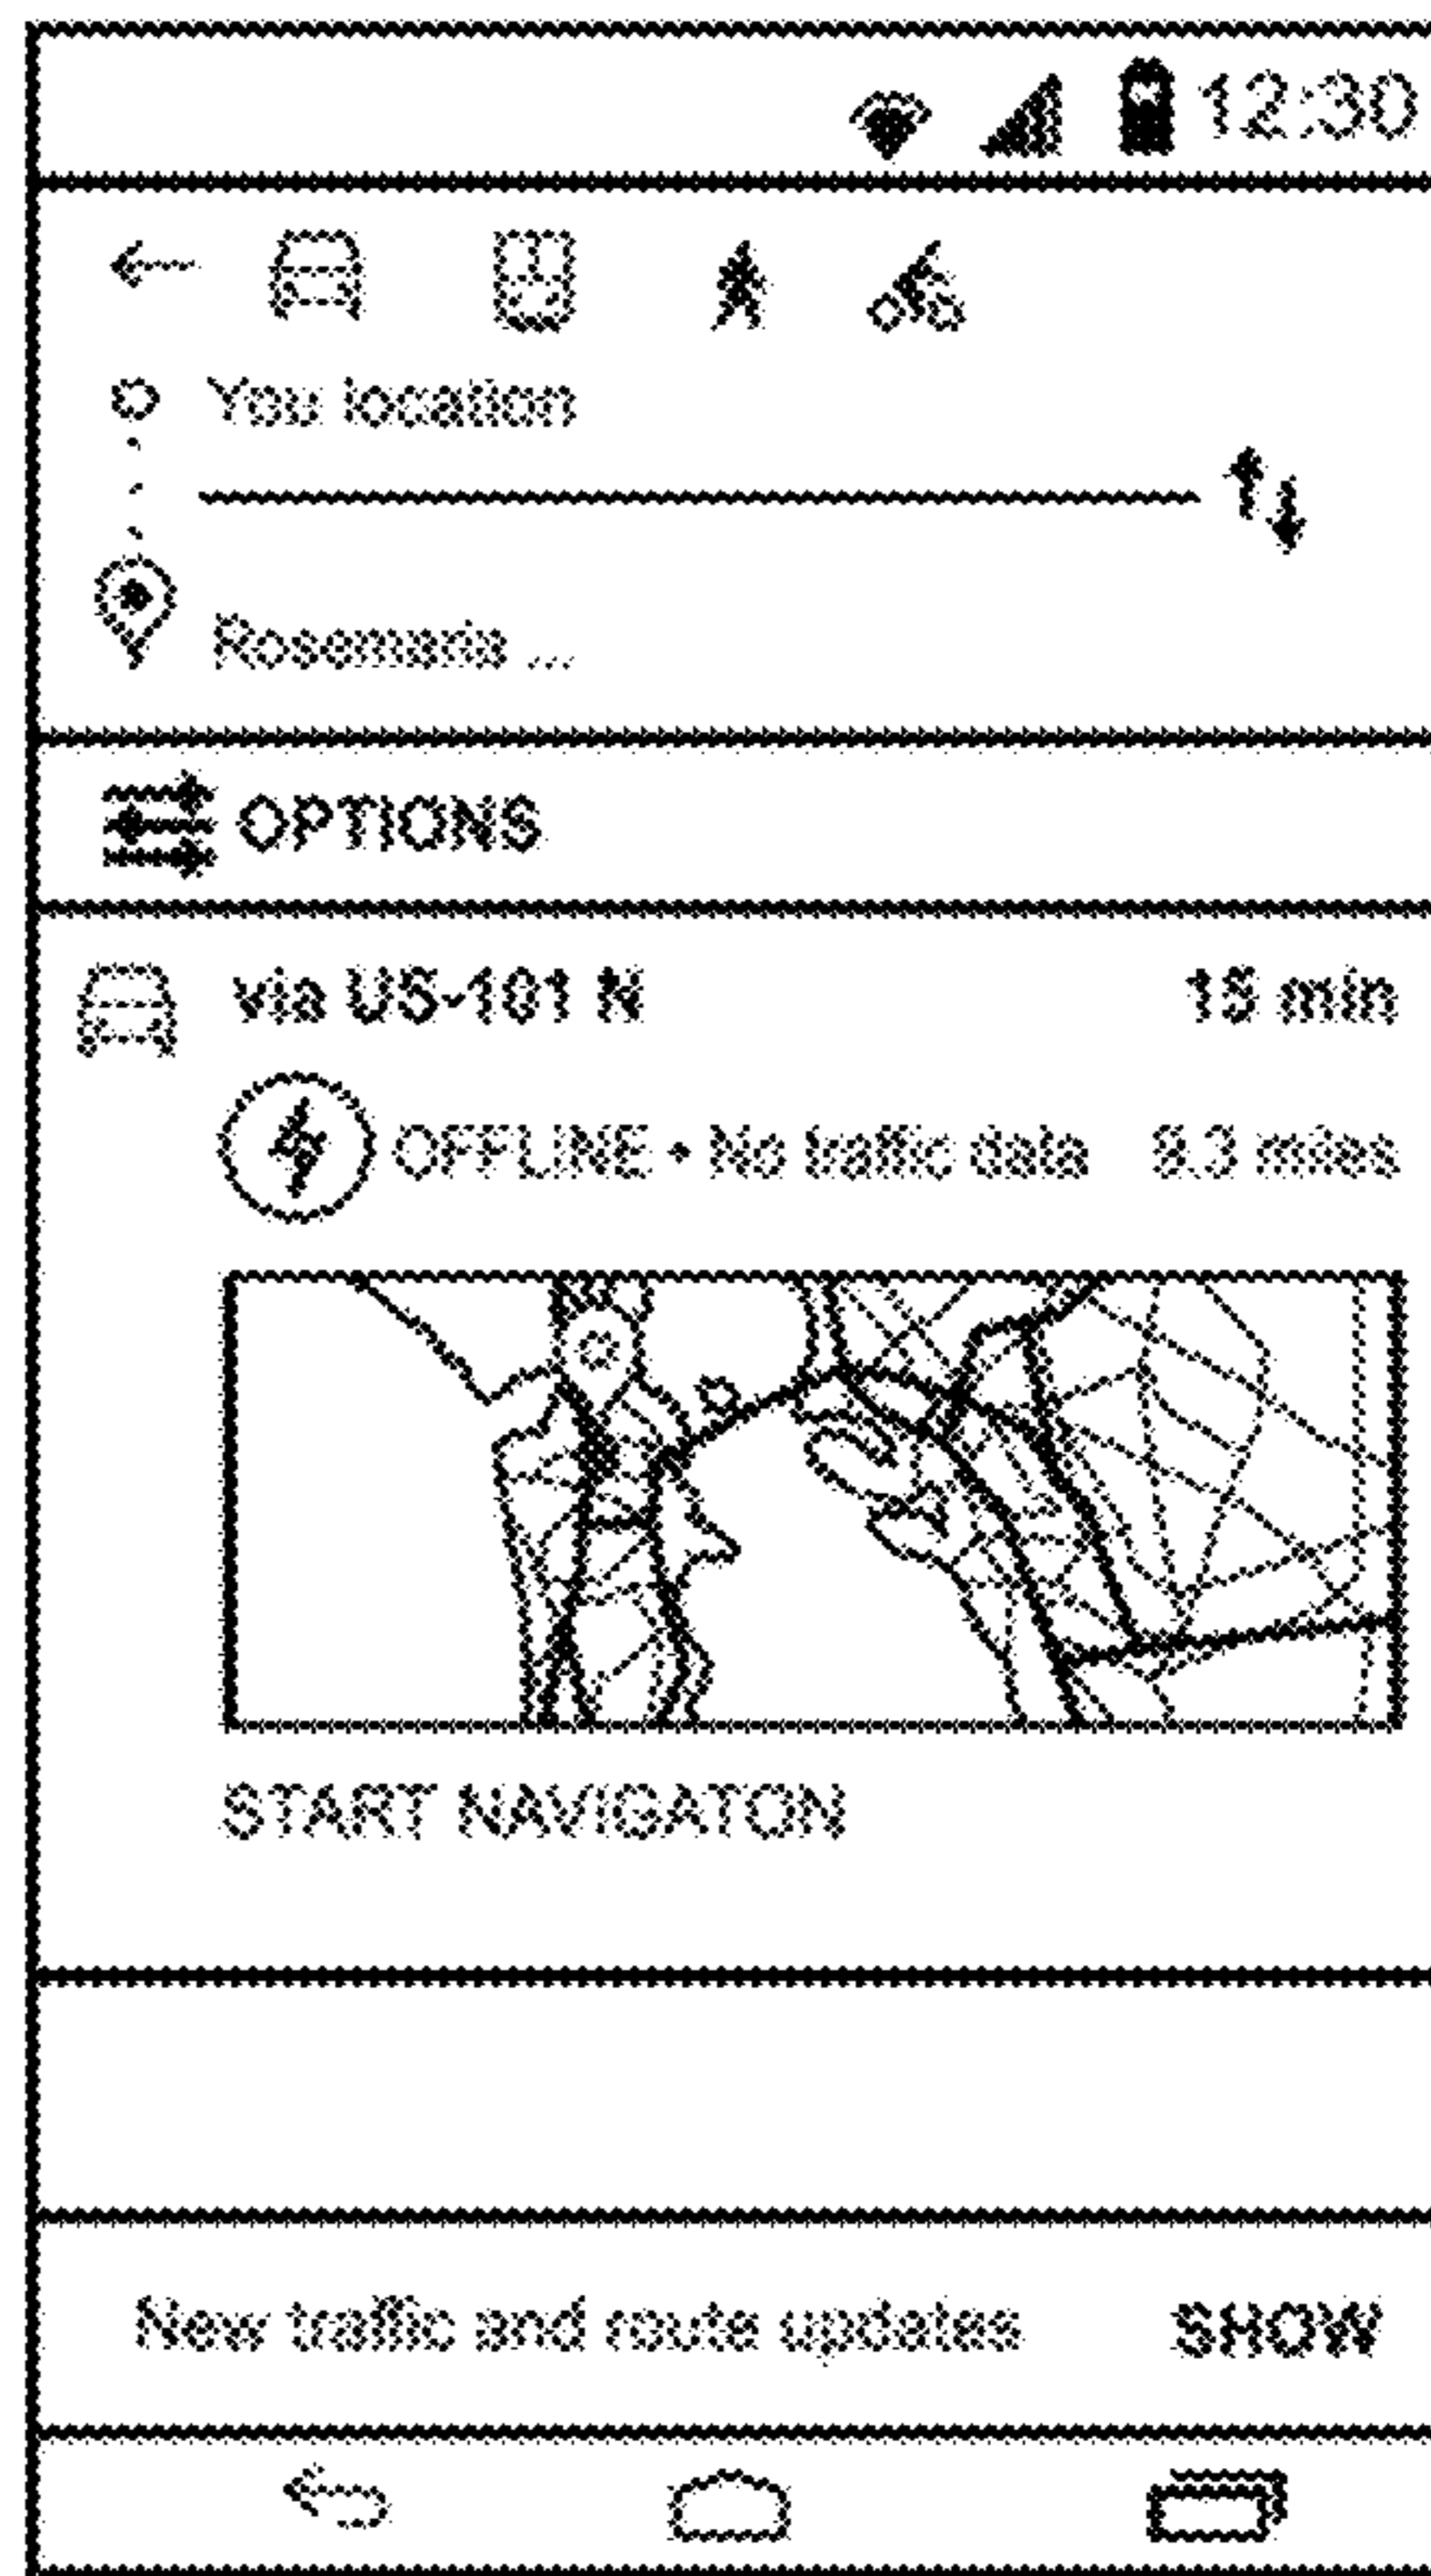 12:30
You location
Rosemaria ...
OPTIONS
via US-101 N 15 min
OFFLINE • No traffic data 8.3 miles
START NAVIGATON
New traffic and route updates SHOW